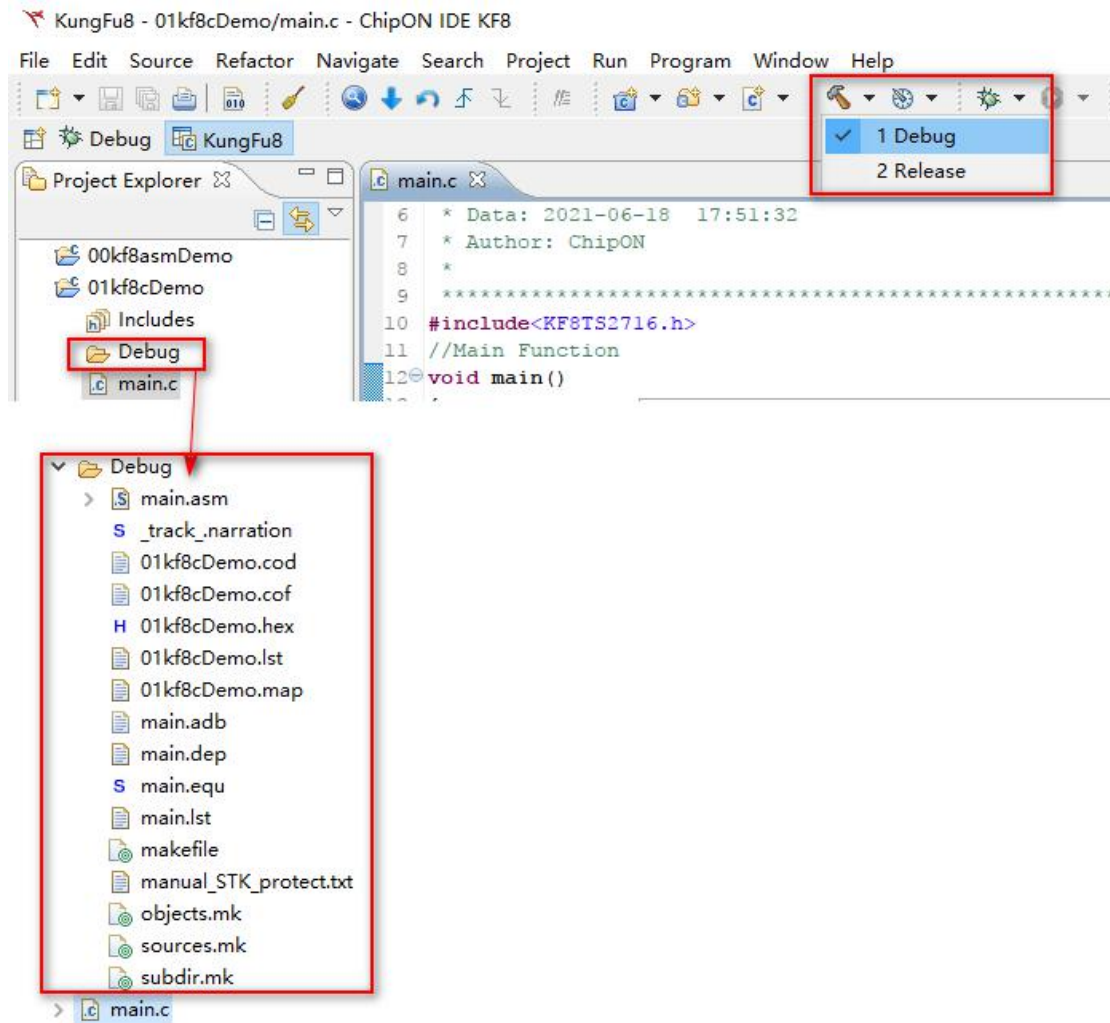 KungFu8 - 01kf8cDemo/main.c - ChipON IDE KF8
File Edit Source Refactor Navigate Search Project Run Program Window Help
Debug KungFu8
1 Debug
2 Release
Project Explorer
main.c
00kf8asmDemo
01kf8cDemo
Includes
Debug
main.c
6 * Data: 2021-06-18 17:51:32
7 * Author: ChipON
8 *
9 ************************************************************
10 #include<KF8TS2716.h>
11 //Main Function
12 void main()
Debug
main.asm
_track_.narration
01kf8cDemo.cod
01kf8cDemo.cof
01kf8cDemo.hex
01kf8cDemo.lst
01kf8cDemo.map
main.adb
main.dep
main.equ
main.lst
makefile
manual_STK_protect.txt
objects.mk
sources.mk
subdir.mk
main.c